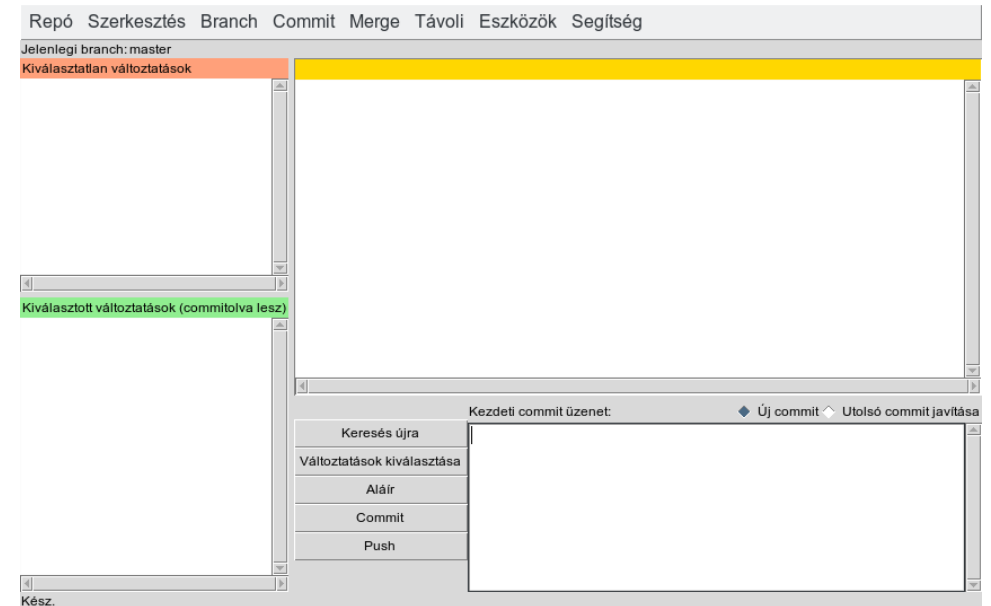 Repó Szerkesztés Branch Commit Merge Távoli Eszközök Segítség
Jelenlegi branch: master
Kiválasztatlan változtatások
Kiválasztott változtatások (commitolva lesz)
Kezdeti commit üzenet: Új commit Utolsó commit javítása
Keresés újra
Változtatások kiválasztása
Aláír
Commit
Push
Kész.